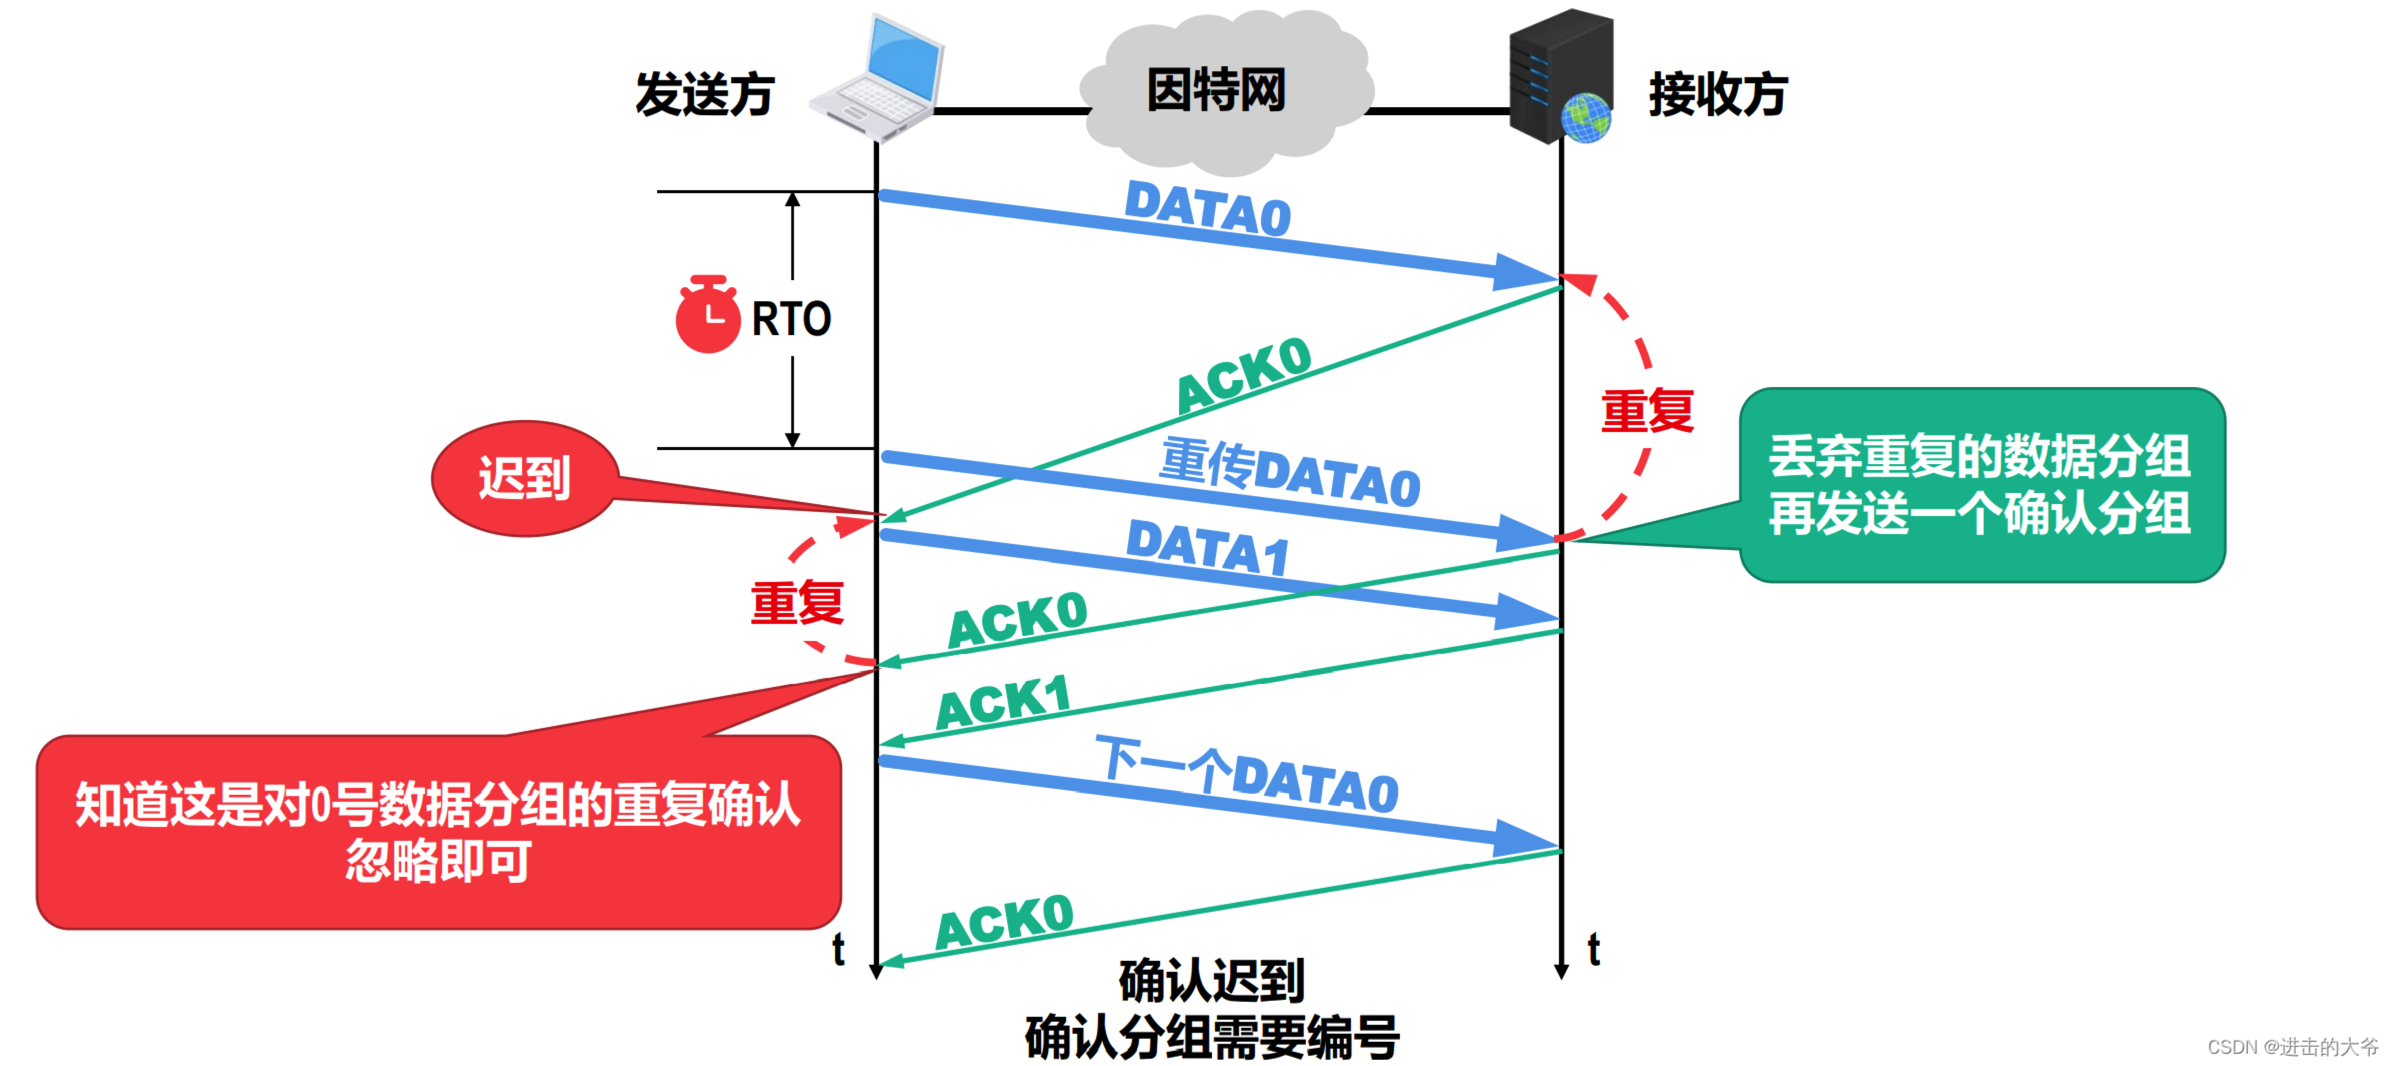 发送方
因特网
接收方
DATA0
RTO
ACK0
重复
迟到
重传DATA0
丢弃重复的数据分组
再发送一个确认分组
DATA1
重复
ACK0
ACK1
下一个DATA0
知道这是对0号数据分组的重复确认
忽略即可
ACK0
t
t
确认迟到
确认分组需要编号
CSDN @进击的大爷